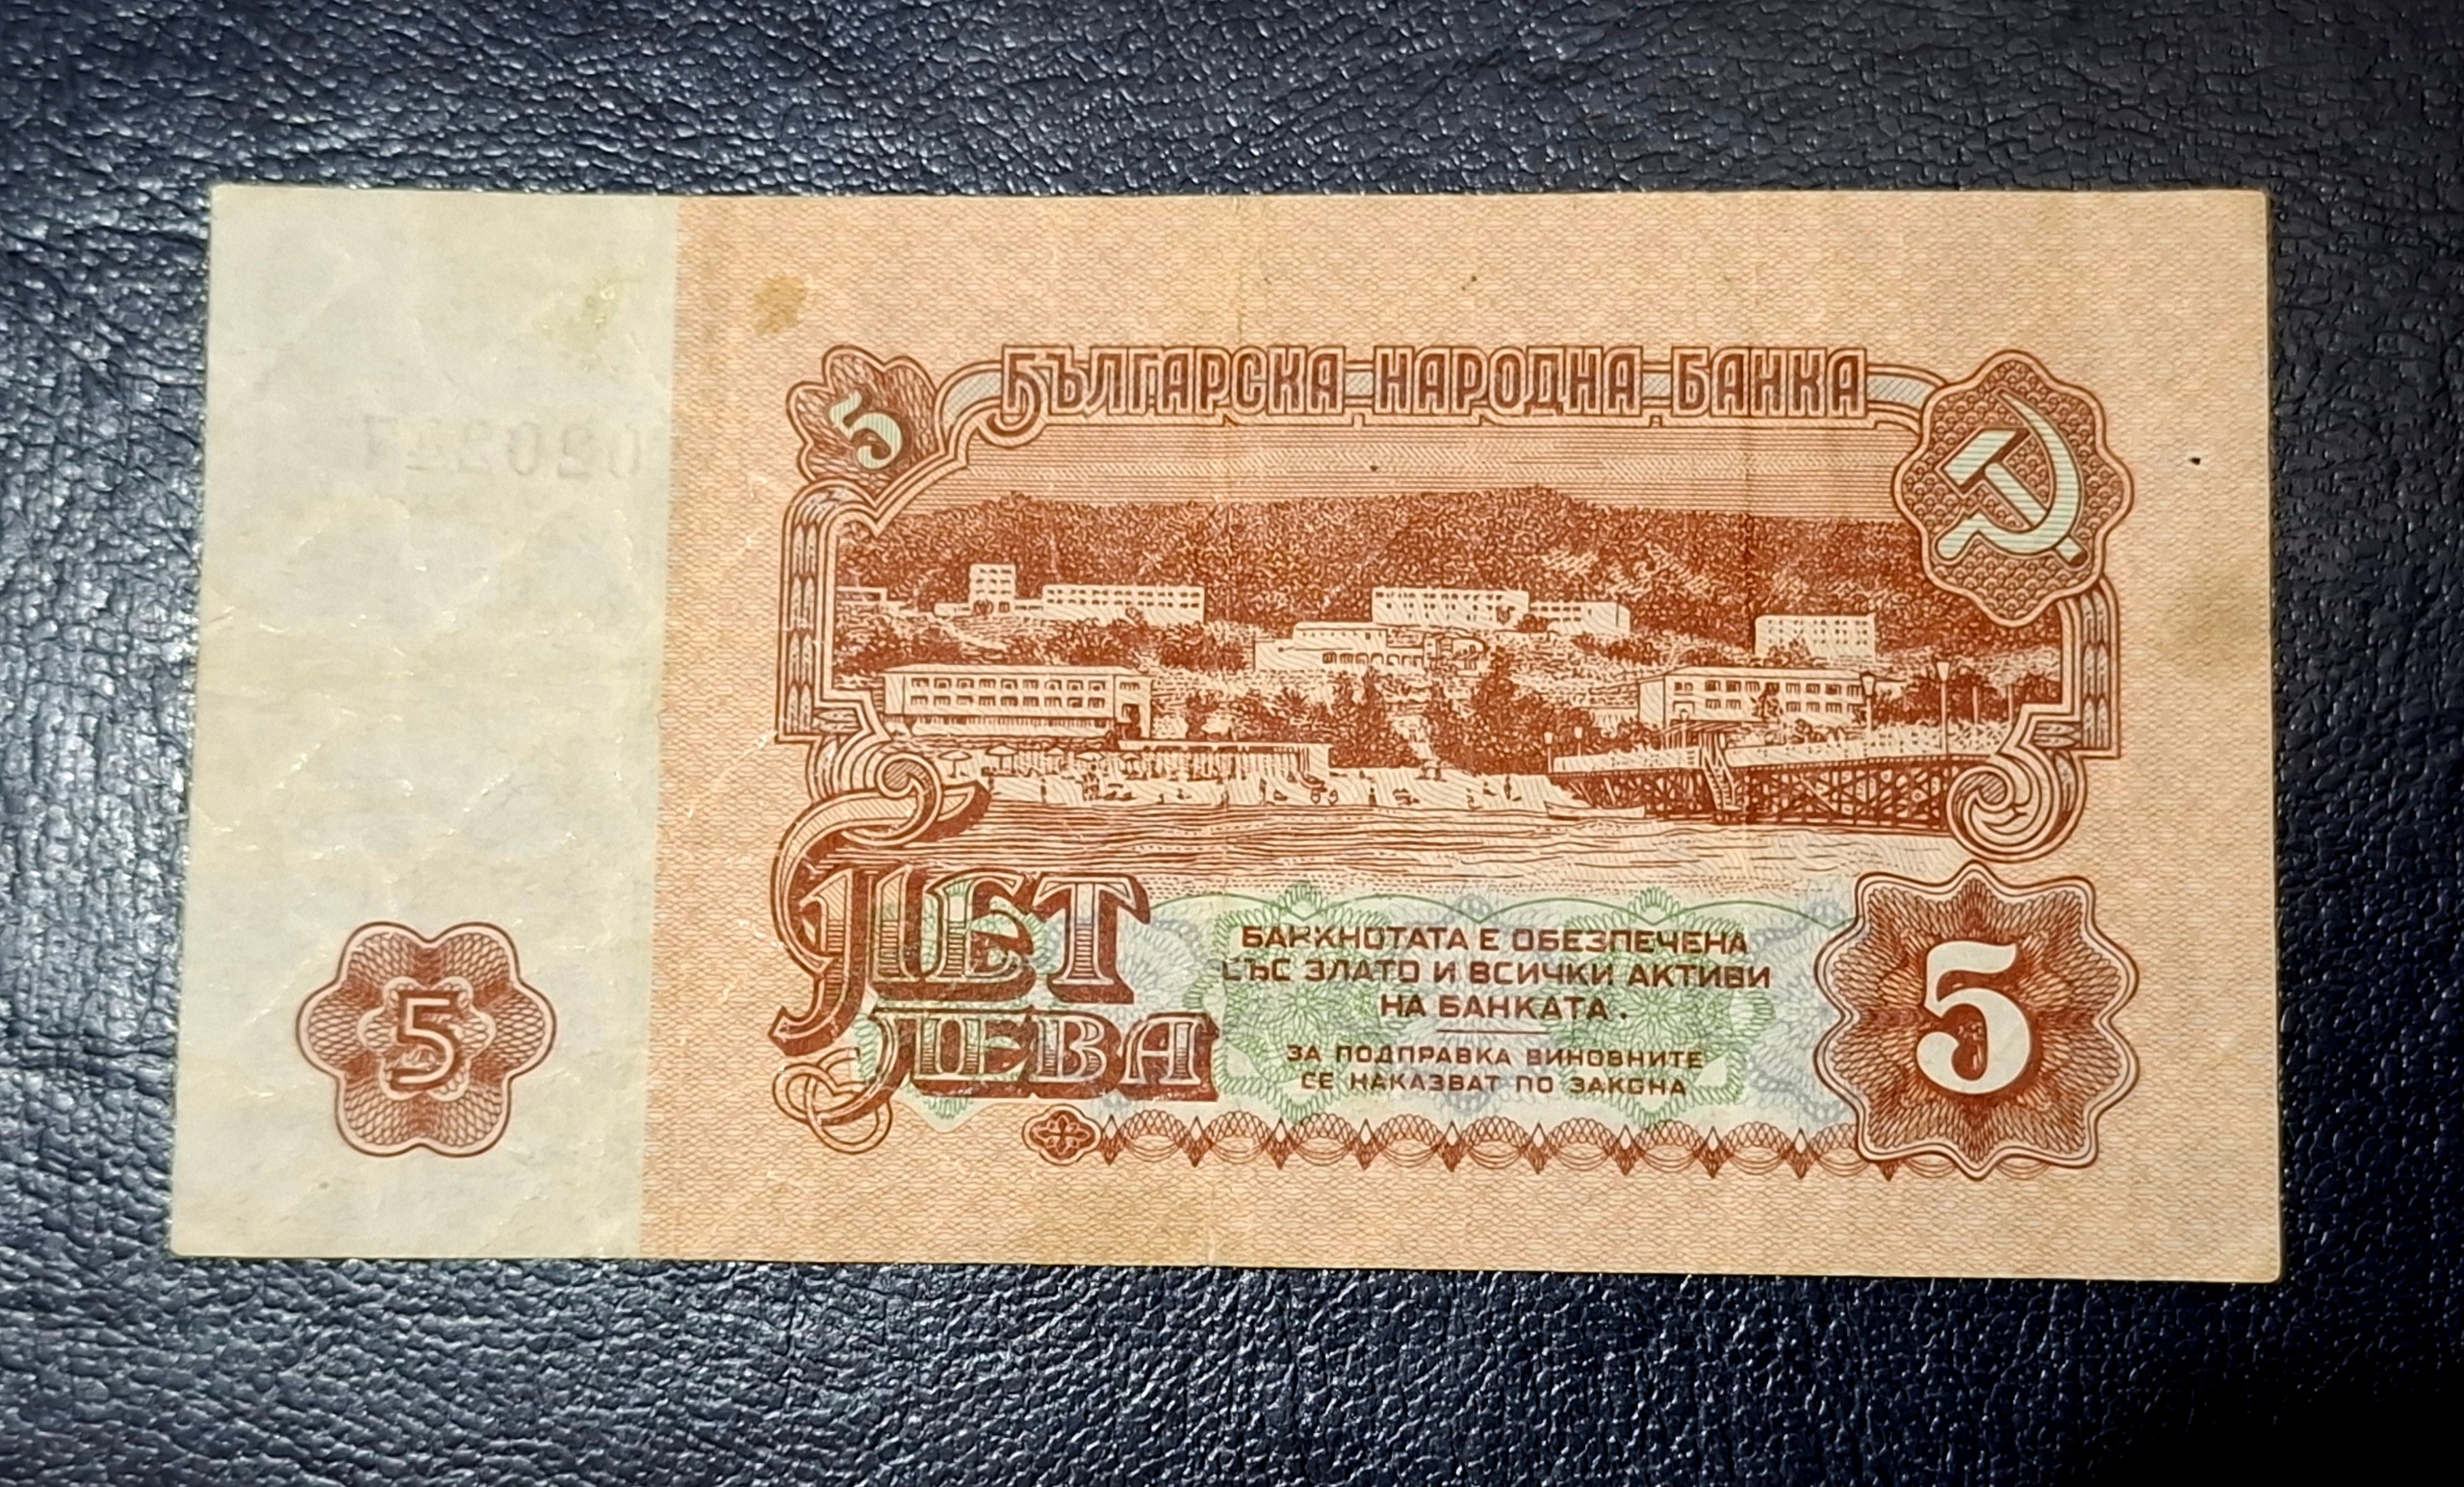 5
БЪЛГАРСКА НАРОДНА БАНКА
ПЕТ
ЛЕВА
БАНКНОТАТА Е ОБЕЗПЕЧЕНА
СЪС ЗЛАТО И ВСИЧКИ АКТИВИ
НА БАНКАТА.
ЗА ПОДПРАВКА ВИНОВНИТЕ
СЕ НАКАЗВАТ ПО ЗАКОНА
5
5